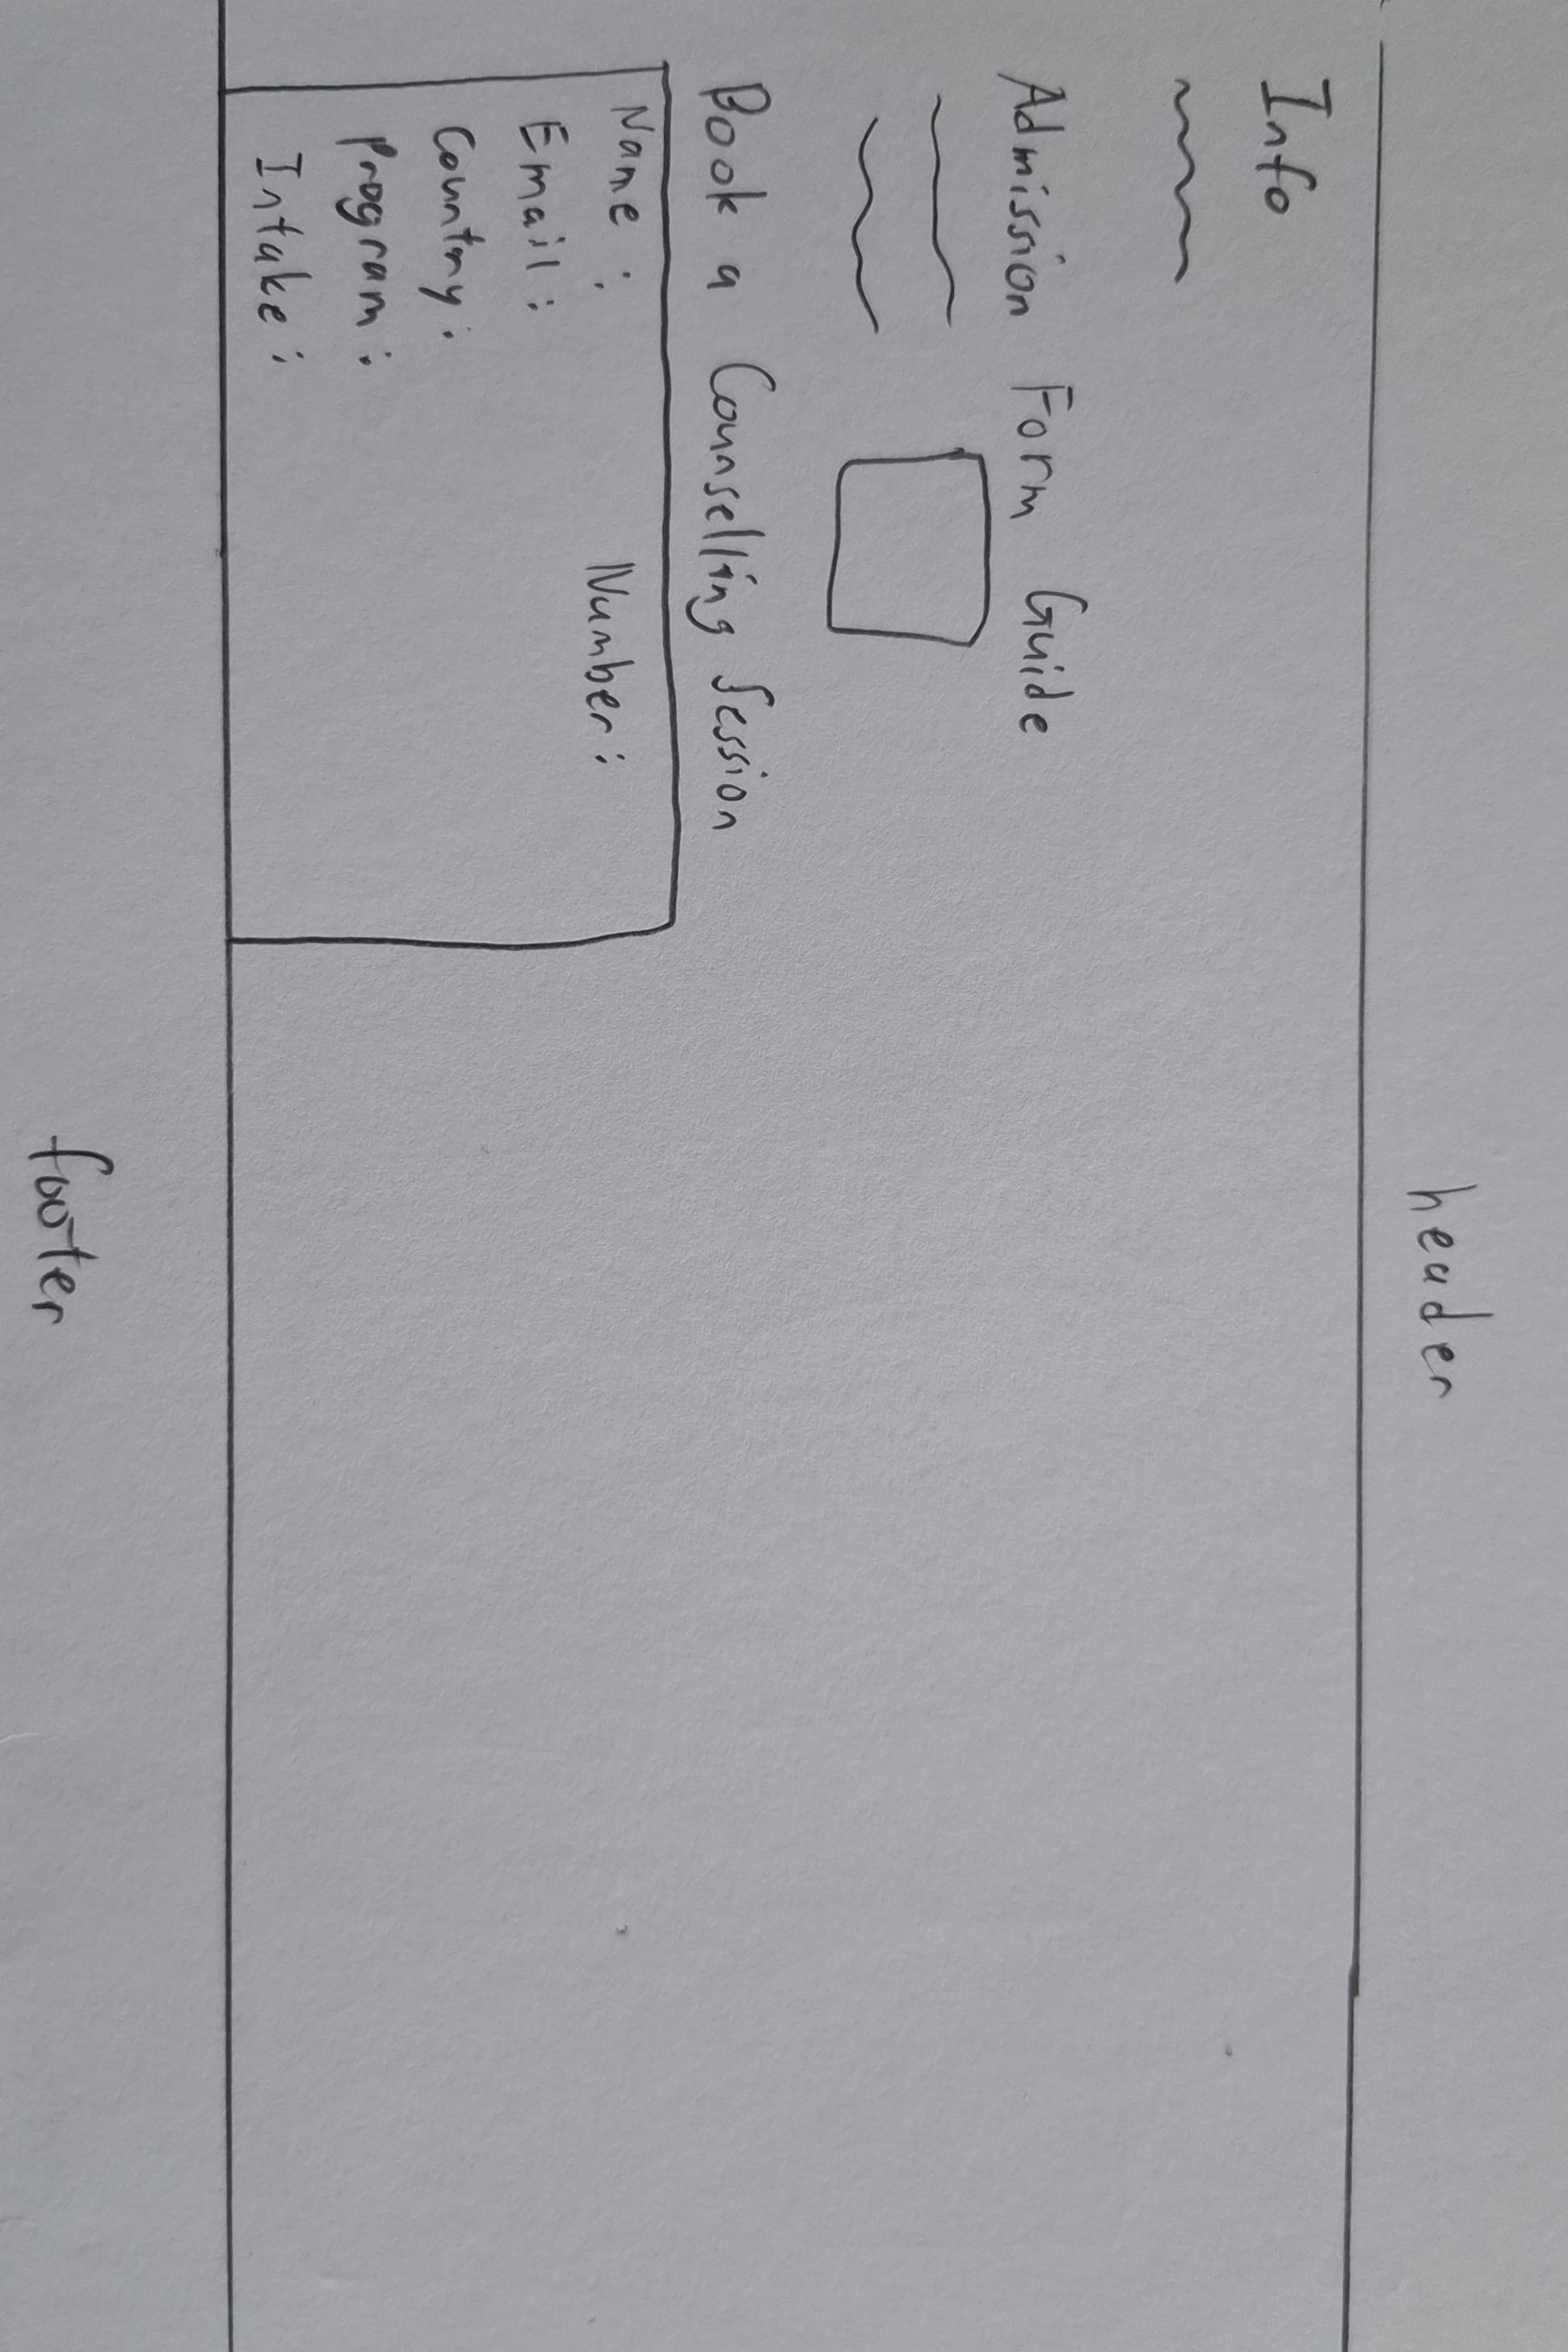 header
Info
Admission Form Guide
Book a Counselling Session
Name : Number :
Email :
Country :
Program :
Intake :
footer